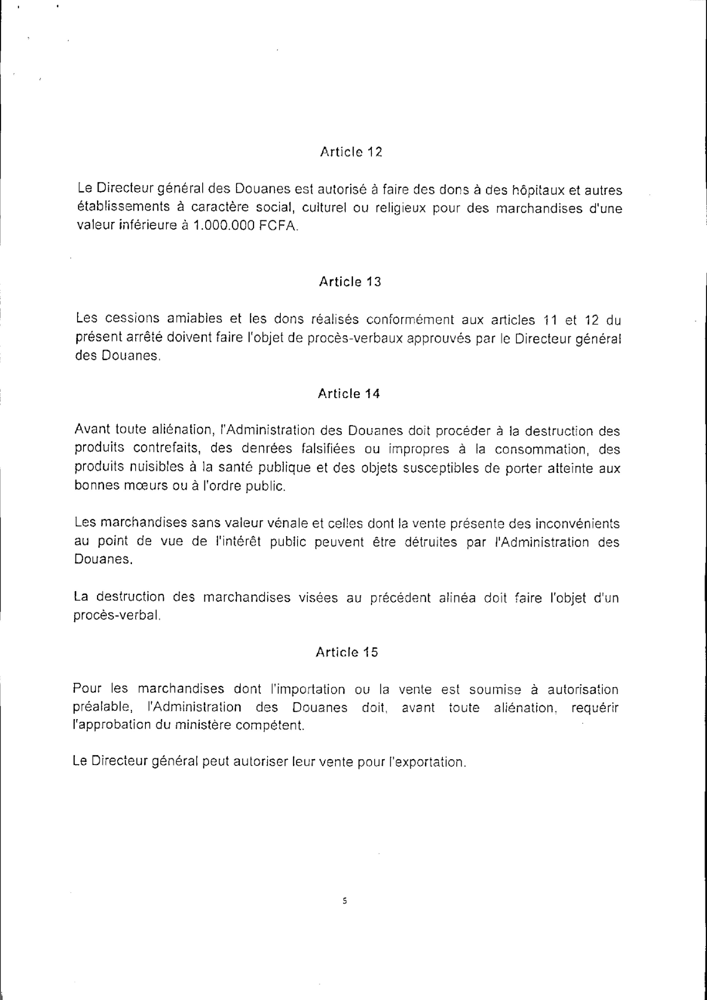 Article 12
Le Directeur général des Douanes est autorisé à faire des dons à des hôpitaux et autres
établissements à caractère social, culturel ou religieux pour des marchandises d'une
valeur inférieure à 1.000.000 FCFA.
Article 13
Les cessions amiables et les dons réalisés conformément aux articles 11 et 12 du
présent arrêté doivent faire l'objet de procès-verbaux approuvés par le Directeur général
des Douanes.
Article 14
Avant toute aliénation, l'Administration des Douanes doit procéder à la destruction des
produits contrefaits, des denrées falsifiées ou impropres à la consommation, des
produits nuisibles à la santé publique et des objets susceptibles de porter atteinte aux
bonnes mœurs ou à l'ordre public.
Les marchandises sans valeur vénale et celles dont la vente présente des inconvénients
au point de vue de l'intérêt public peuvent être détruites par l'Administration des
Douanes.
La destruction des marchandises visées au précédent alinéa doit faire l'objet d'un
procès-verbal.
Article 15
Pour les marchandises dont l'importation ou la vente est soumise à autorisation
préalable, l'Administration des Douanes doit, avant toute aliénation, requérir
l'approbation du ministère compétent.
Le Directeur général peut autoriser leur vente pour l'exportation.
5